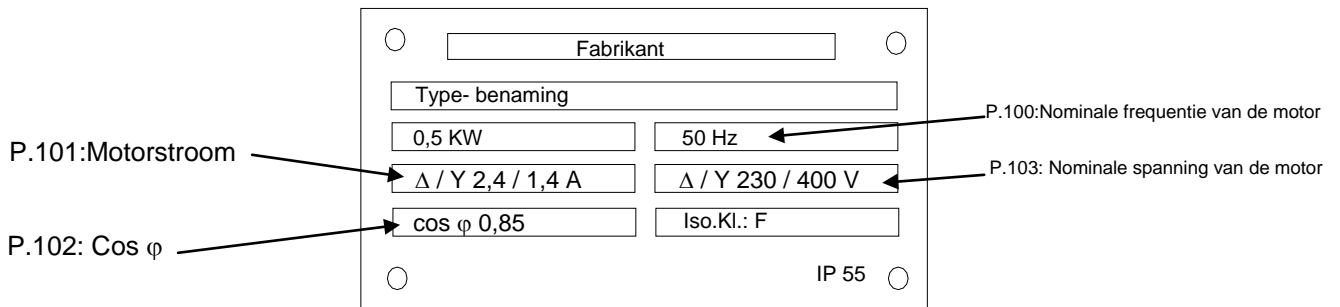 Fabrikant
Type- benaming
P.100:Nominale frequentie van de motor
0,5 KW
50 Hz
P.101:Motorstroom
Δ / Y 2,4 / 1,4 A
Δ / Y 230 / 400 V
P.103: Nominale spanning van de motor
cos φ 0,85
Iso.Kl.: F
P.102: Cos φ
IP 55